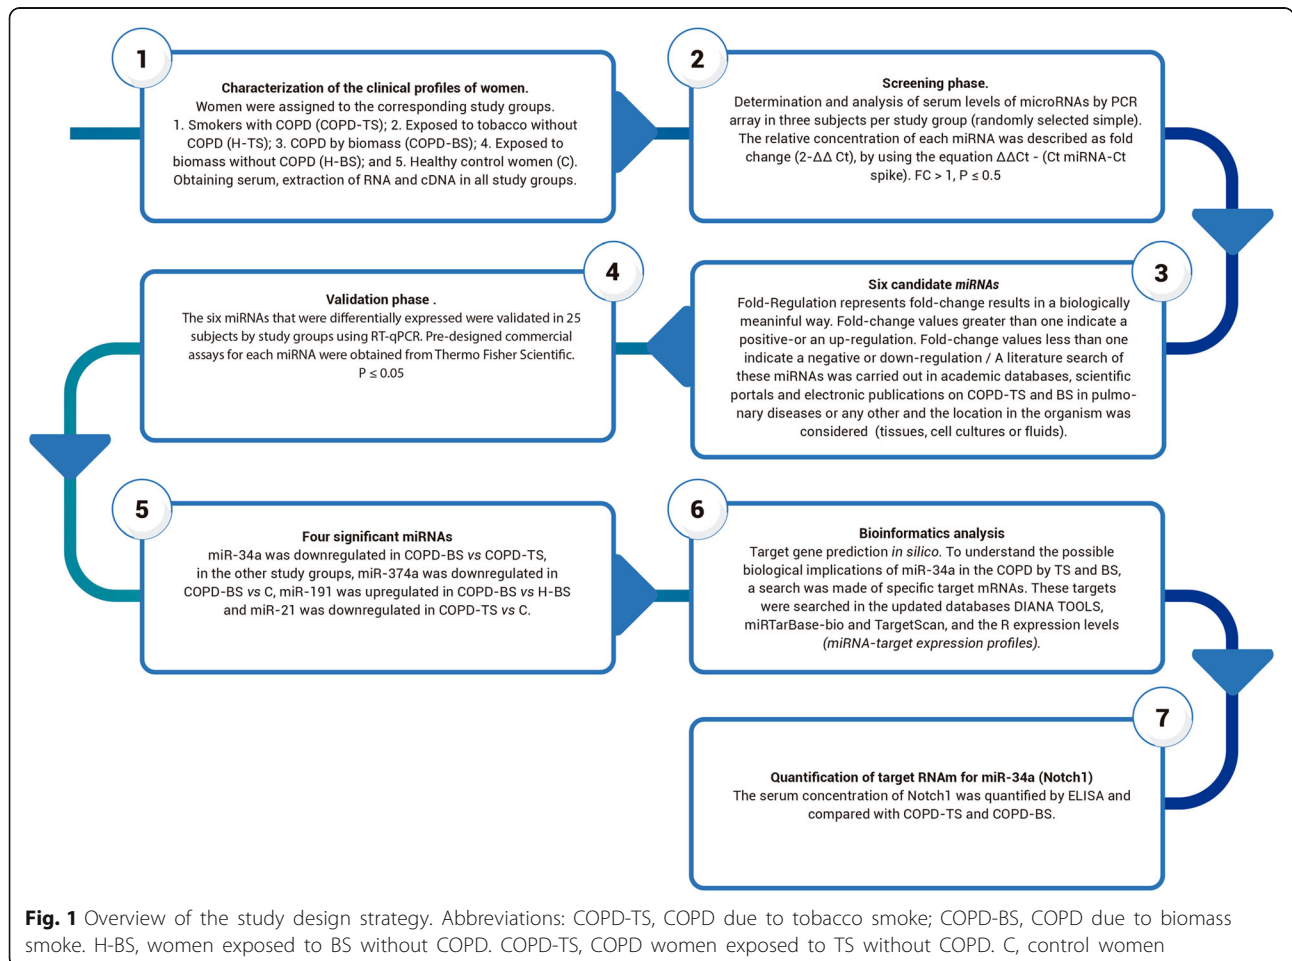 1
Characterization of the clinical profiles of women.
Women were assigned to the corresponding study groups.
1. Smokers with COPD (COPD-TS); 2. Exposed to tobacco without
COPD (H-TS); 3. COPD by biomass (COPD-BS); 4. Exposed to
biomass without COPD (H-BS); and 5. Healthy control women (C).
Obtaining serum, extraction of RNA and cDNA in all study groups.
2
Screening phase.
Determination and analysis of serum levels of microRNAs by PCR
array in three subjects per study group (randomly selected simple).
The relative concentration of each miRNA was described as fold
change (2-ΔΔ Ct), by using the equation ΔΔCt - (Ct miRNA-Ct
spike). FC > 1, P ≤ 0.5
3
Six candidate miRNAs
Fold-Regulation represents fold-change results in a biologically
meaninful way. Fold-change values greater than one indicate a
positive-or an up-regulation. Fold-change values less than one
indicate a negative or down-regulation / A literature search of
these miRNAs was carried out in academic databases, scientific
portals and electronic publications on COPD-TS and BS in pulmo-
nary diseases or any other and the location in the organism was
considered (tissues, cell cultures or fluids).
4
Validation phase .
The six miRNAs that were differentially expressed were validated in 25
subjects by study groups using RT-qPCR. Pre-designed commercial
assays for each miRNA were obtained from Thermo Fisher Scientific.
P ≤ 0.05
5
Four significant miRNAs
miR-34a was downregulated in COPD-BS vs COPD-TS,
in the other study groups, miR-374a was downregulated in
COPD-BS vs C, miR-191 was upregulated in COPD-BS vs H-BS
and miR-21 was downregulated in COPD-TS vs C.
6
Bioinformatics analysis
Target gene prediction in silico. To understand the possible
biological implications of miR-34a in the COPD by TS and BS,
a search was made of specific target mRNAs. These targets
were searched in the updated databases DIANA TOOLS,
miRTarBase-bio and TargetScan, and the R expression levels
(miRNA-target expression profiles).
7
Quantification of target RNAm for miR-34a (Notch1)
The serum concentration of Notch1 was quantified by ELISA and
compared with COPD-TS and COPD-BS.
Fig. 1 Overview of the study design strategy. Abbreviations: COPD-TS, COPD due to tobacco smoke; COPD-BS, COPD due to biomass
smoke. H-BS, women exposed to BS without COPD. COPD-TS, COPD women exposed to TS without COPD. C, control women